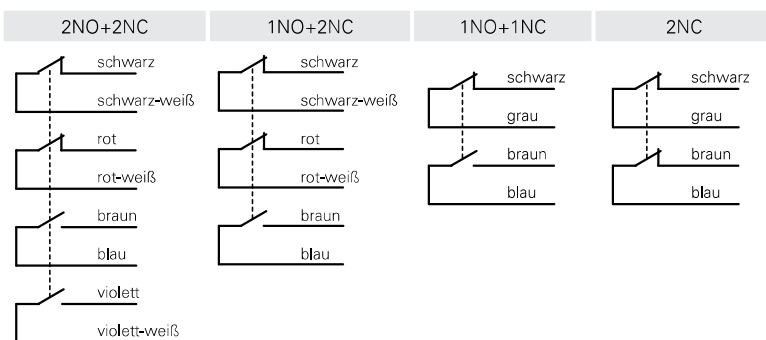 2NO+2NC
schwarz
schwarz-weiß
rot
rot-weiß
braun
blau
violett
violett-weiß
1NO+2NC
schwarz
schwarz-weiß
rot
rot-weiß
braun
blau
1NO+1NC
schwarz
grau
braun
blau
2NC
schwarz
grau
braun
blau